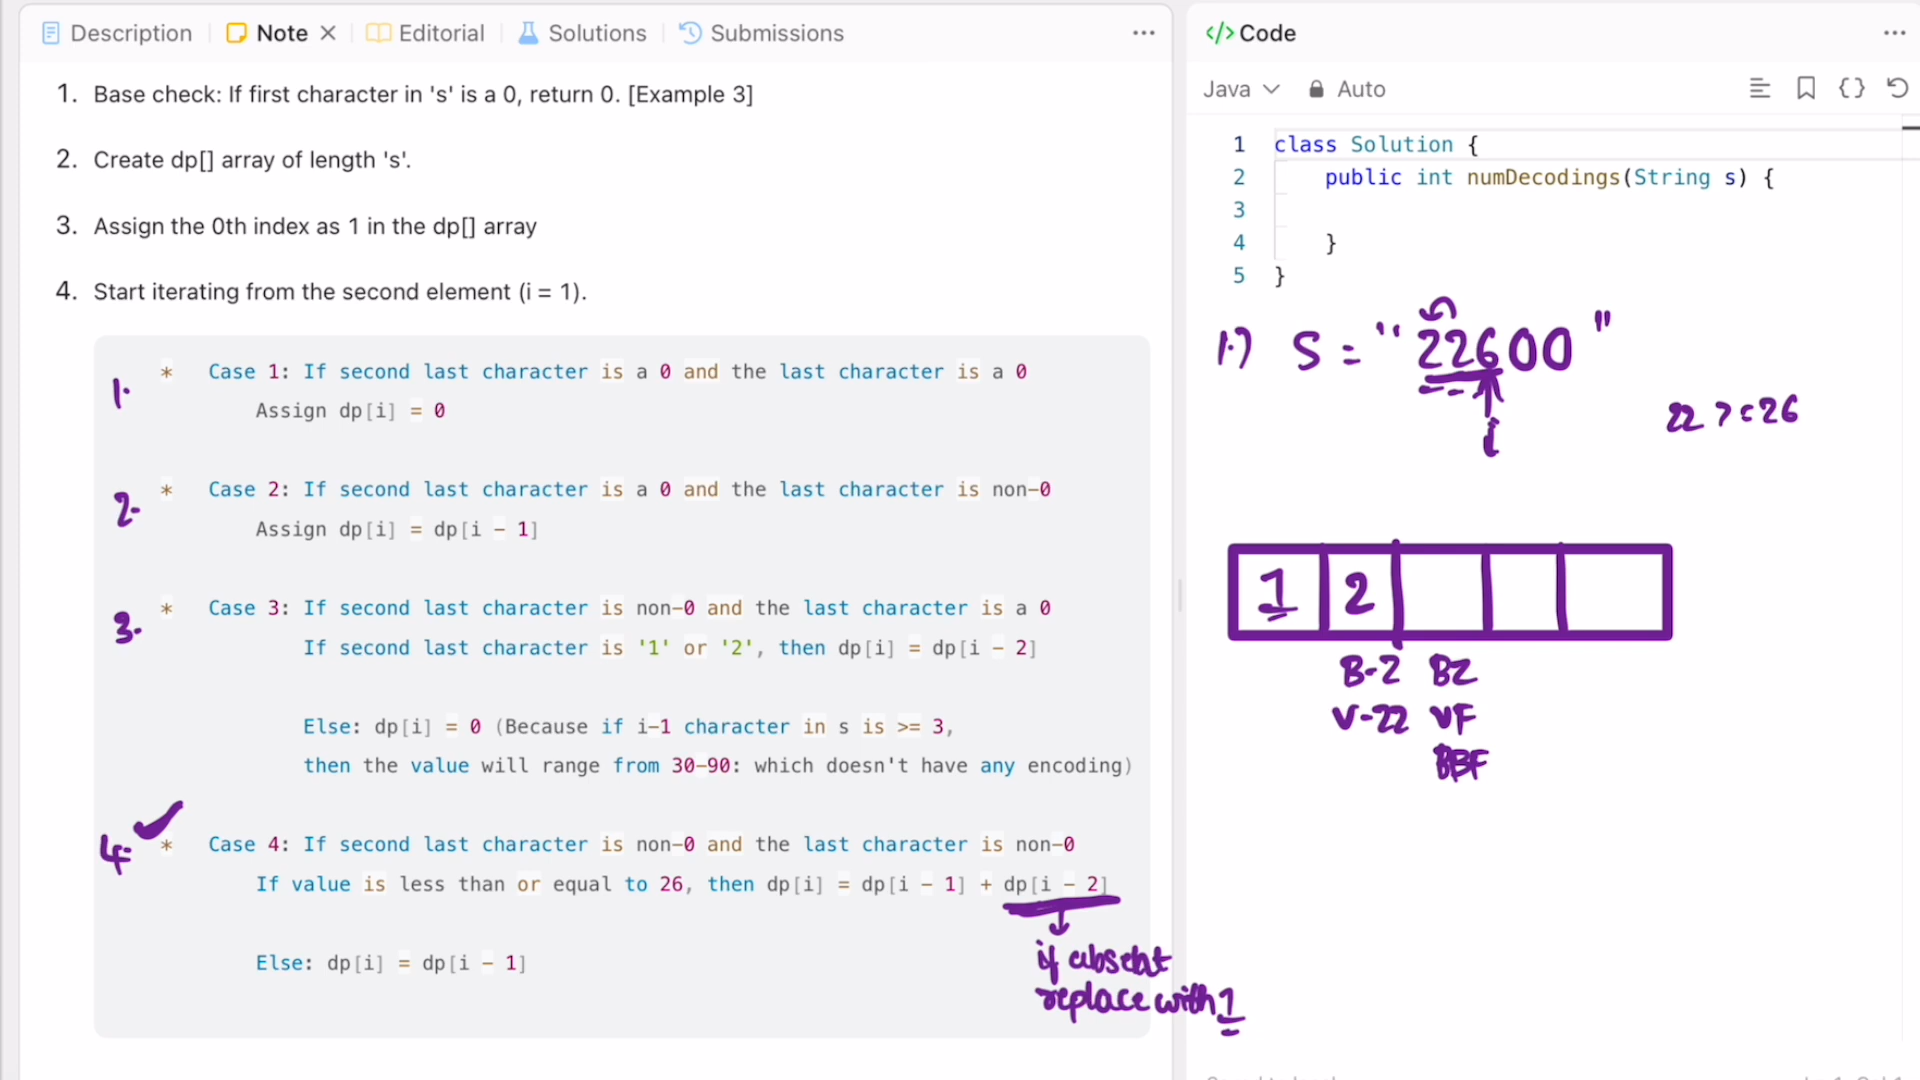 Description
Note
Editorial
Solutions
Submissions
1. Base check: If first character in 's' is a 0, return 0. [Example 3]
2. Create dp[] array of length 's'.
3. Assign the 0th index as 1 in the dp[] array
4. Start iterating from the second element (i = 1).
1.
* Case 1: If second last character is a 0 and the last character is a 0
Assign dp[i] = 0
2.
* Case 2: If second last character is a 0 and the last character is non-0
Assign dp[i] = dp[i - 1]
3.
* Case 3: If second last character is non-0 and the last character is a 0
If second last character is '1' or '2', then dp[i] = dp[i - 2]
Else: dp[i] = 0 (Because if i-1 character in s is >= 3,
then the value will range from 30-90: which doesn't have any encoding)
4.
* Case 4: If second last character is non-0 and the last character is non-0
If value is less than or equal to 26, then dp[i] = dp[i - 1] + dp[i - 2]
if absent
replace with 1
Else: dp[i] = dp[i - 1]
</> Code
Java
Auto
1 class Solution {
2 public int numDecodings(String s) {
3
4 }
5 }
1.) S = "22600"
i
22 >= 26
1 2
B-2 BZ
V-22 VF
BBF